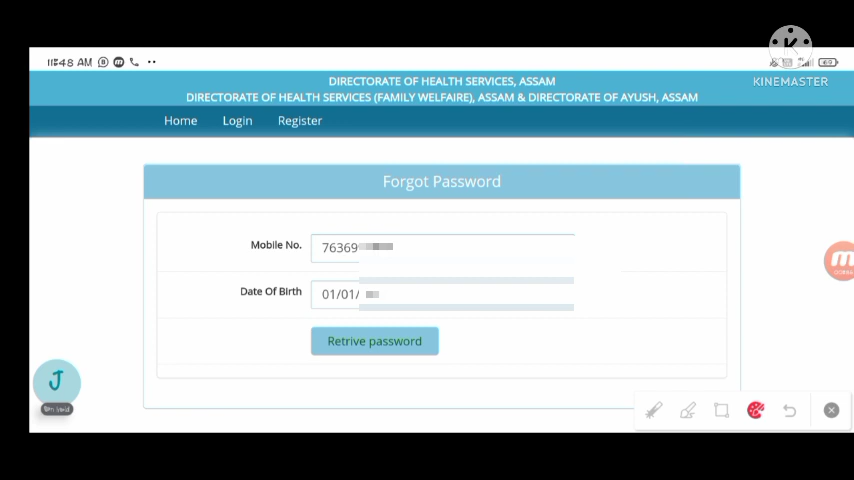 11:48 AM
69
KINEMASTER
DIRECTORATE OF HEALTH SERVICES, ASSAM
DIRECTORATE OF HEALTH SERVICES (FAMILY WELFAIRE), ASSAM & DIRECTORATE OF AYUSH, ASSAM
Home Login Register
Forgot Password
Mobile No. 76369
Date Of Birth 01/01/
Retrive password
J